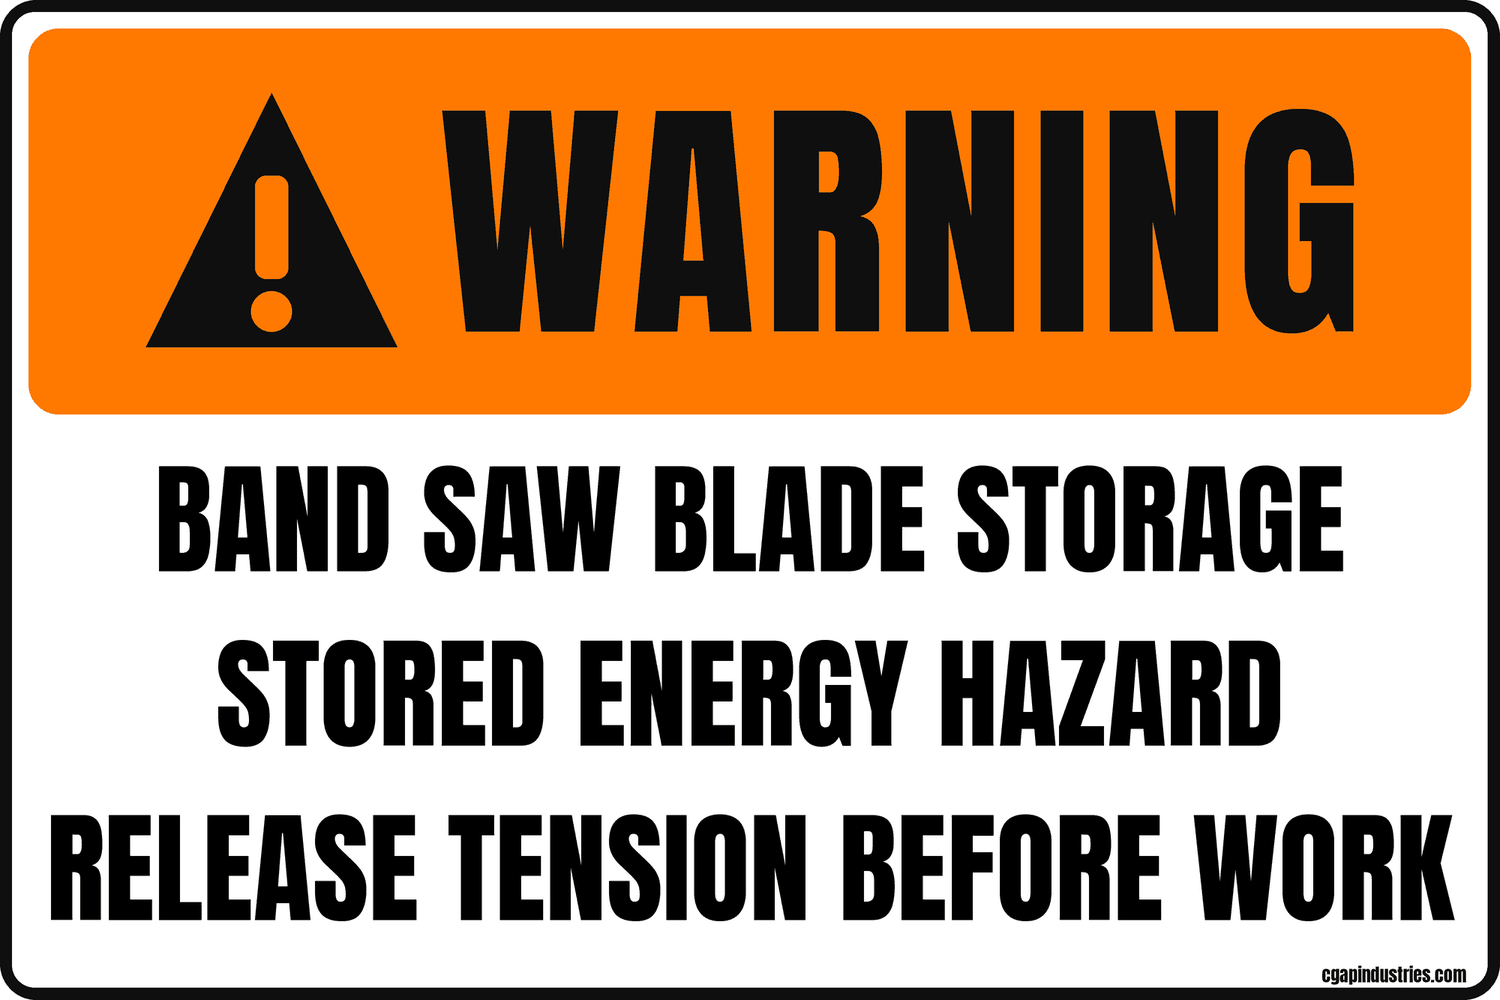 WARNING
BAND SAW BLADE STORAGE
STORED ENERGY HAZARD
RELEASE TENSION BEFORE WORK
cgapindustries.com